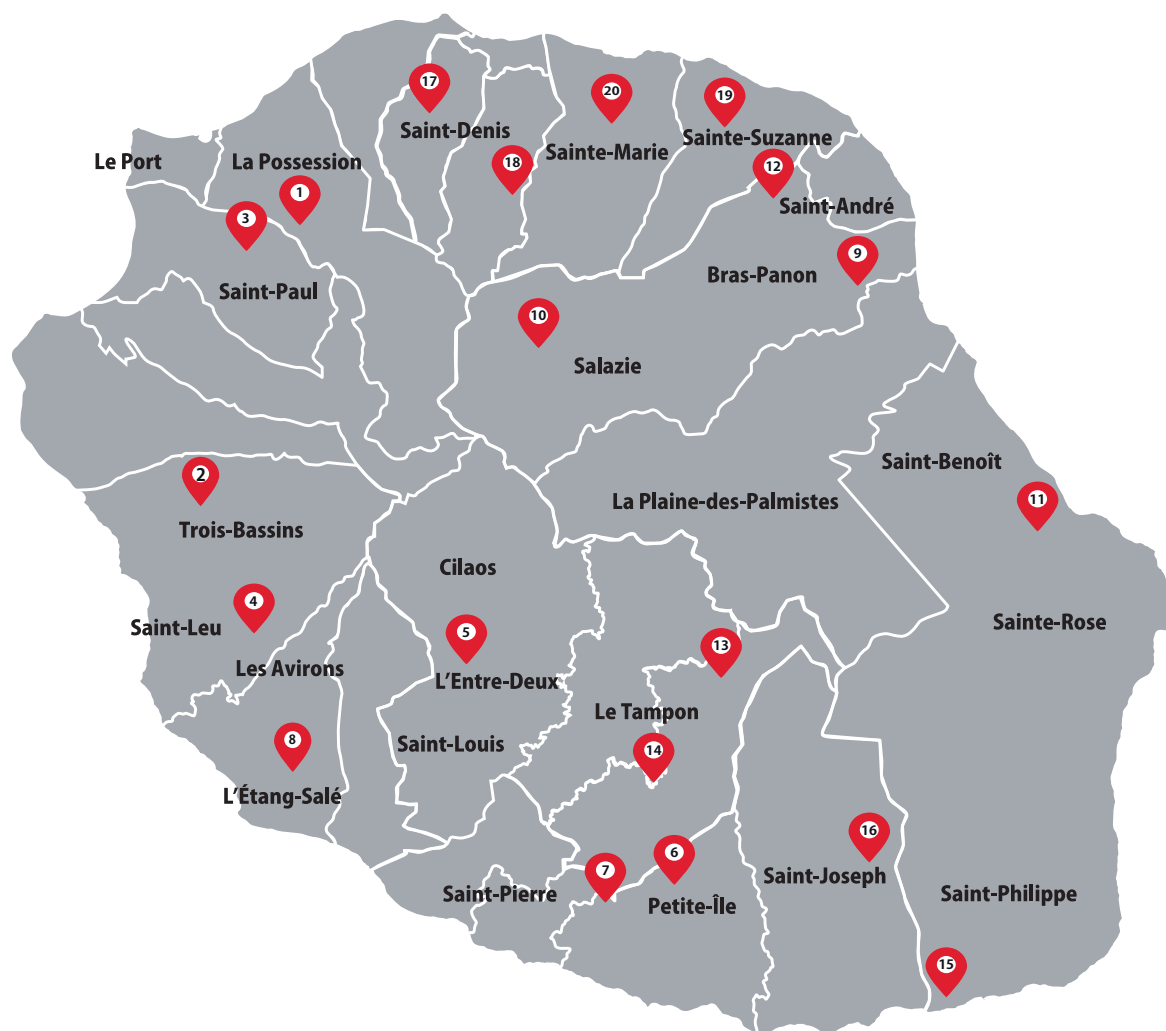 17
20
19
Saint-Denis
Sainte-Suzanne
Sainte-Marie
Le Port
La Possession
18
12
1
3
Saint-André
9
Bras-Panon
Saint-Paul
10
Salazie
Saint-Benoît
2
La Plaine-des-Palmistes
11
Trois-Bassins
Cilaos
4
Saint-Leu
5
Sainte-Rose
13
Les Avirons
L'Entre-Deux
Le Tampon
8
Saint-Louis
14
L'Étang-Salé
16
6
7
Saint-Joseph
Saint-Pierre
Petite-Île
Saint-Philippe
15